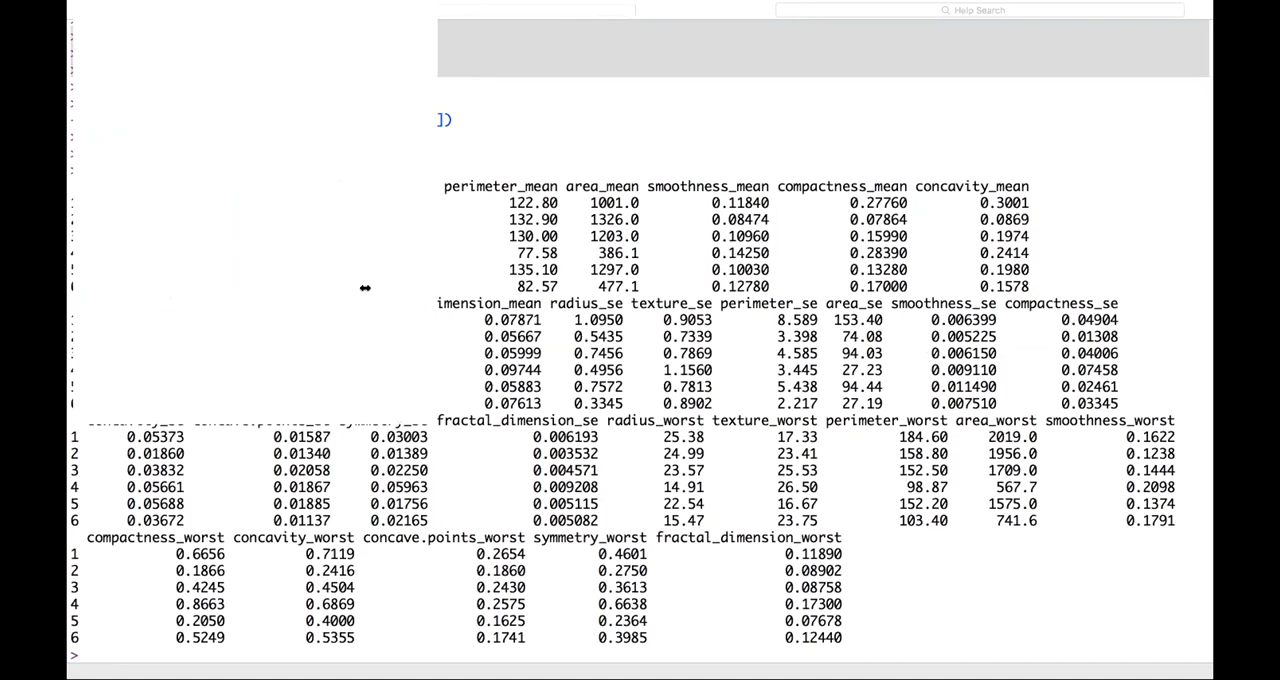 Help Search
])
perimeter_mean area_mean smoothness_mean compactness_mean concavity_mean
122.80 1001.0 0.11840 0.27760 0.3001
132.90 1326.0 0.08474 0.07864 0.0869
130.00 1203.0 0.10960 0.15990 0.1974
77.58 386.1 0.14250 0.28390 0.2414
135.10 1297.0 0.10030 0.13280 0.1980
82.57 477.1 0.12780 0.17000 0.1578
imension_mean radius_se texture_se perimeter_se area_se smoothness_se compactness_se
0.07871 1.0950 0.9053 8.589 153.40 0.006399 0.04904
0.05667 0.5435 0.7339 3.398 74.08 0.005225 0.01308
0.05999 0.7456 0.7869 4.585 94.03 0.006150 0.04006
0.09744 0.4956 1.1560 3.445 27.23 0.009110 0.07458
0.05883 0.7572 0.7813 5.438 94.44 0.011490 0.02461
0.07613 0.3345 0.8902 2.217 27.19 0.007510 0.03345
fractal_dimension_se radius_worst texture_worst perimeter_worst area_worst smoothness_worst
1 0.05373 0.01587 0.03003 0.006193 25.38 17.33 184.60 2019.0 0.1622
2 0.01860 0.01340 0.01389 0.003532 24.99 23.41 158.80 1956.0 0.1238
3 0.03832 0.02058 0.02250 0.004571 23.57 25.53 152.50 1709.0 0.1444
4 0.05661 0.01867 0.05963 0.009208 14.91 26.50 98.87 567.7 0.2098
5 0.05688 0.01885 0.01756 0.005115 22.54 16.67 152.20 1575.0 0.1374
6 0.03672 0.01137 0.02165 0.005082 15.47 23.75 103.40 741.6 0.1791
compactness_worst concavity_worst concave.points_worst symmetry_worst fractal_dimension_worst
1 0.6656 0.7119 0.2654 0.4601 0.11890
2 0.1866 0.2416 0.1860 0.2750 0.08902
3 0.4245 0.4504 0.2430 0.3613 0.08758
4 0.8663 0.6869 0.2575 0.6638 0.17300
5 0.2050 0.4000 0.1625 0.2364 0.07678
6 0.5249 0.5355 0.1741 0.3985 0.12440
>